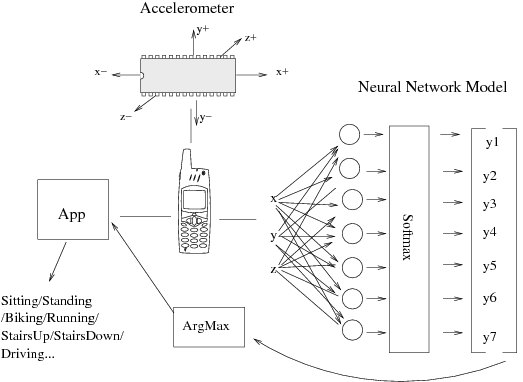 Accelerometer
y+
z+
x−
x+
z−
y−
Neural Network Model
App
x
y
z
Softmax
y1
y2
y3
y4
y5
y6
y7
Sitting/Standing
/Biking/Running/
StairsUp/StairsDown/
Driving...
ArgMax